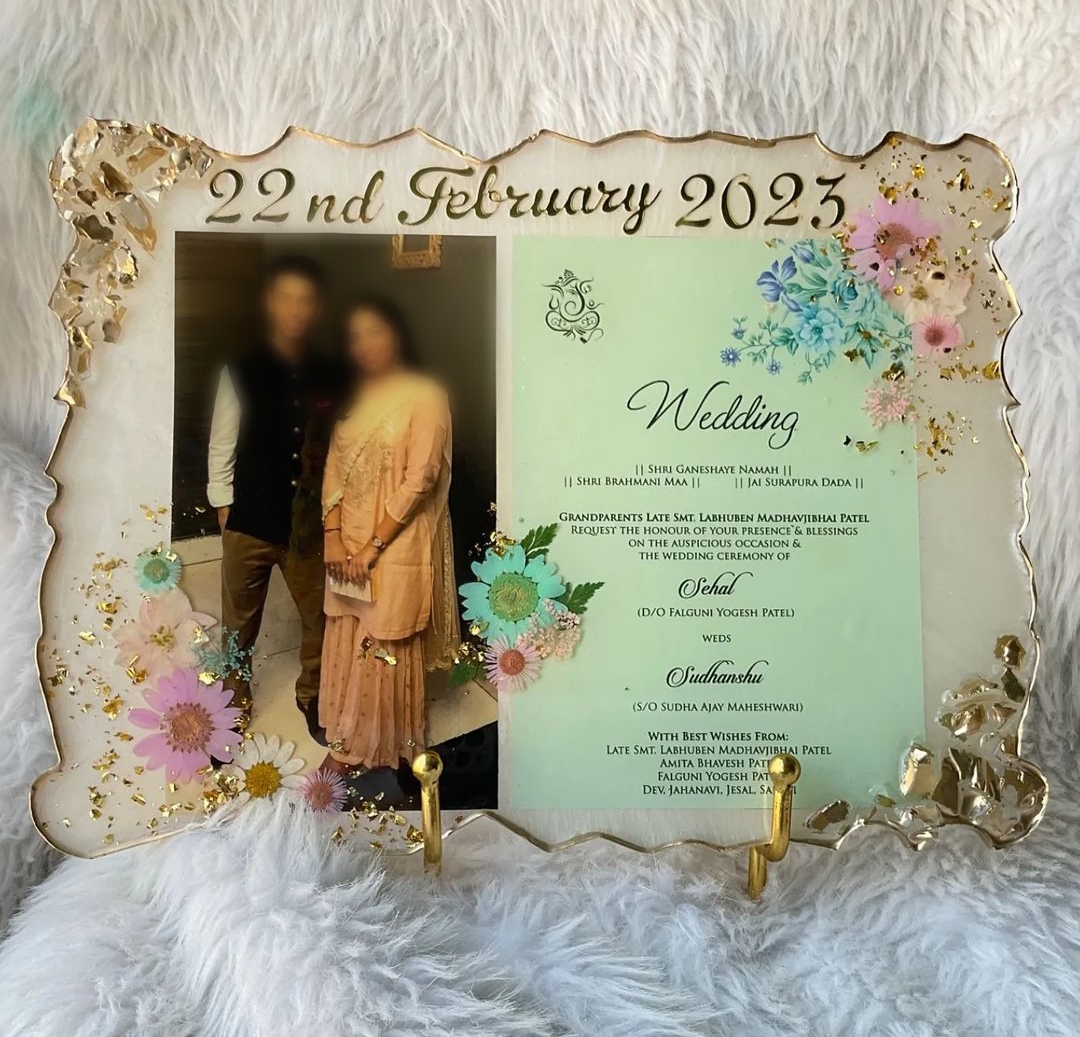 22nd February 2023
Wedding
|| Shri Ganeshaye Namah ||
|| Shri Brahmani Maa || || Jai Surapura Dada ||
Grandparents Late Smt. Labhuben Madhavjibhai Patel
Request the honour of your presence & blessings
on the auspicious occasion &
the wedding ceremony of
Sehal
(D/O Falguni Yogesh Patel)
weds
Sudhanshu
(S/O Sudha Ajay Maheshwari)
With Best Wishes From:
Late Smt. Labhuben Madhavjibhai Patel
Amita Bhavesh
Falguni Yogesh
Dev, Jahanavi, Jesal,